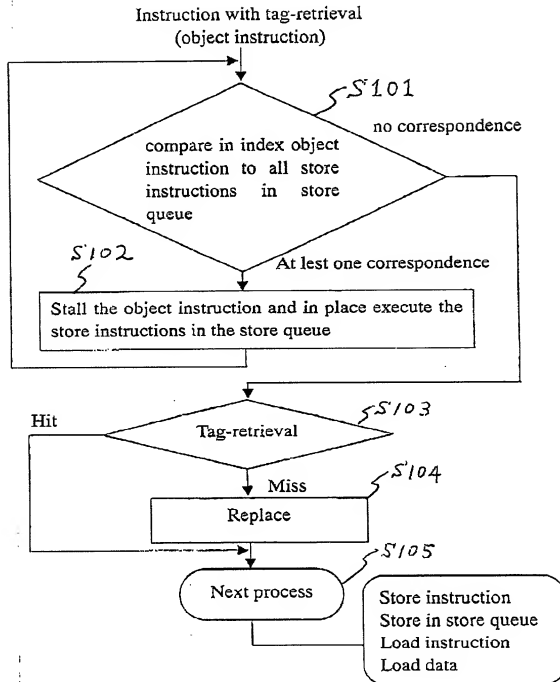 Instruction with tag-retrieval
(object instruction)
S101
no correspondence
compare in index object
instruction to all store
instructions in store
queue
S102
At lest one correspondence
Stall the object instruction and in place execute the
store instructions in the store queue
Hit
S103
Tag-retrieval
Miss
S104
Replace
S105
Next process
Store instruction
Store in store queue
Load instruction
Load data